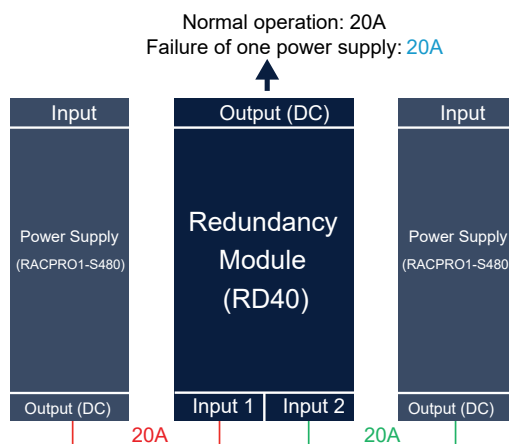 Normal operation: 20A
Failure of one power supply: 20A
Input
Output (DC)
Input
Power Supply
(RACPRO1-S480)
Redundancy
Module
(RD40)
Power Supply
(RACPRO1-S480
Output (DC)
Input 1
Input 2
Output (DC)
20A
20A